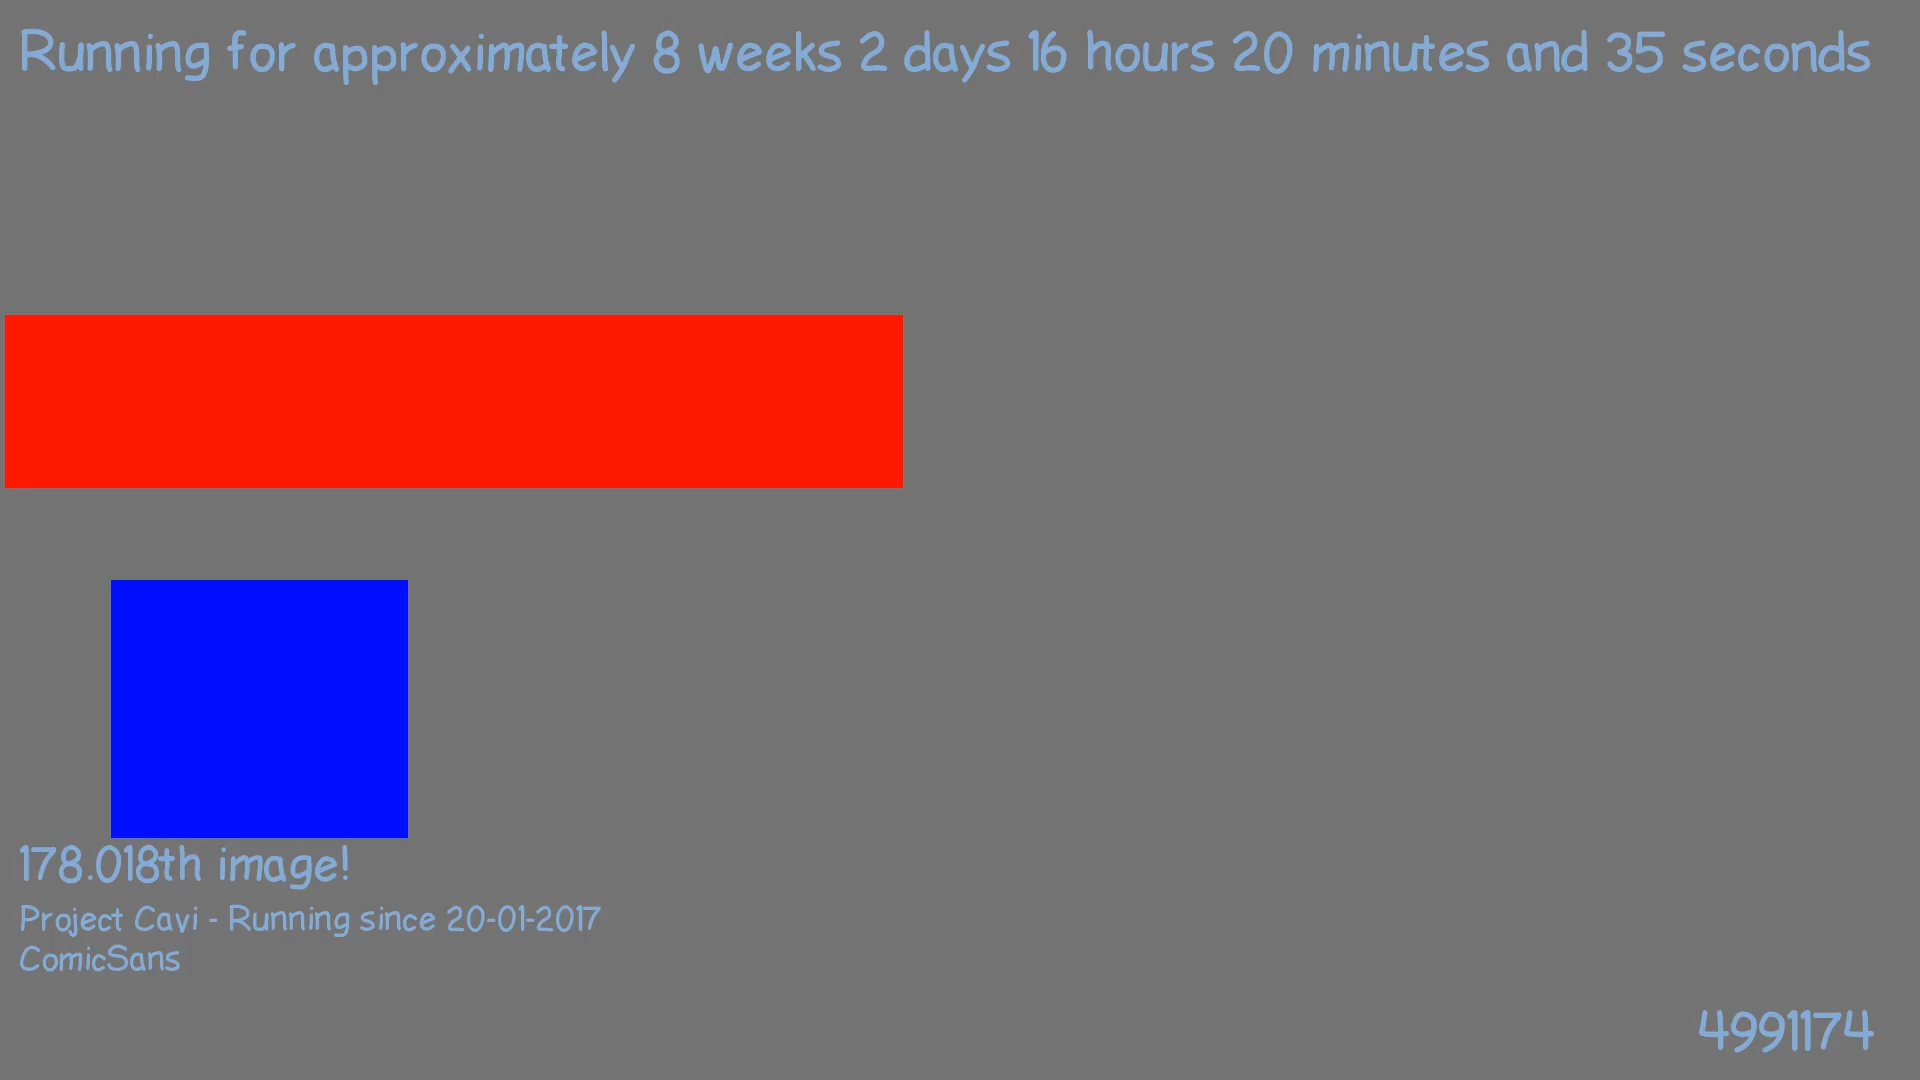 Running for approximately 8 weeks 2 days 16 hours 20 minutes and 35 seconds
178.018th image!
Project Cavi - Running since 20-01-2017
ComicSans
4991174